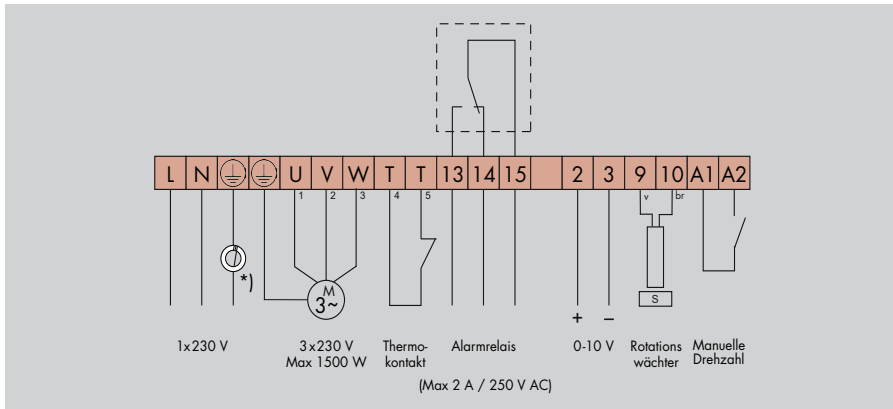 L N U V W T T 13 14 15 2 3 9 10 A1 A2
1 2 3 4 5 v br
*)
M
3~
S
+ –
1x230 V
3x230 V
Max 1500 W
Thermo-
kontakt
Alarmrelais
(Max 2 A / 250 V AC)
0-10 V
Rotations
wächter
Manuelle
Drehzahl